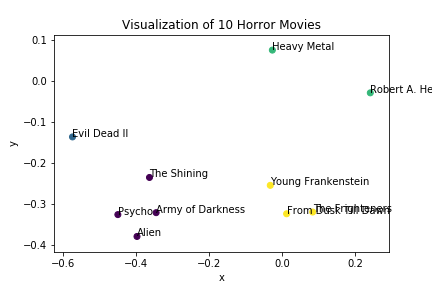 Visualization of 10 Horror Movies
0.1
Heavy Metal
0.0
Robert A. He
−0.1
Evil Dead II
y
−0.2
The Shining
Young Frankenstein
−0.3
Psycho
Army of Darkness
From Dusk Till Dawn
The Frighteners
Alien
−0.4
−0.6
−0.4
−0.2
0.0
0.2
x